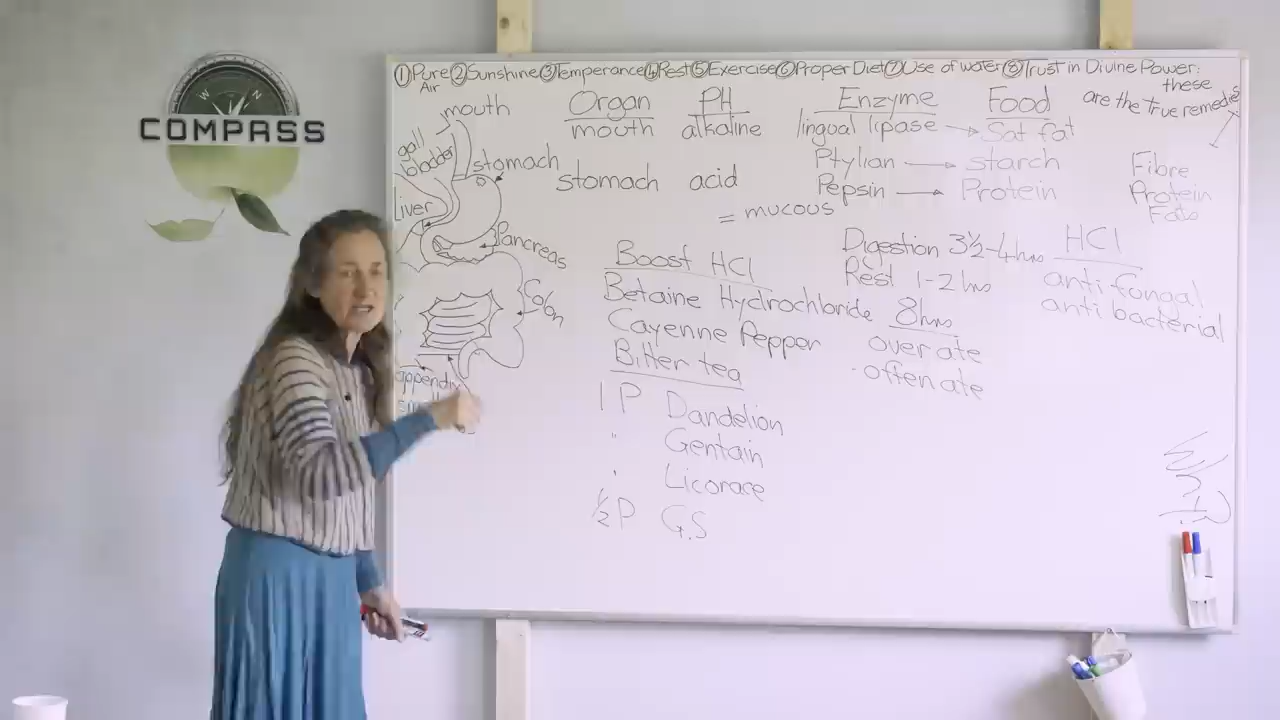 W N
COMPASS
①Pure Air ②Sunshine ③Temperance ④Rest ⑤Exercise ⑥Proper Diet ⑦Use of water ⑧Trust in Divine Power:
these
are the true remedies
mouth
gall
bladder
stomach
Liver
Pancreas
Colon
appendix
Organ PH Enzyme Food
mouth alkaline lingual lipase → Sat fat
Ptylian → starch
stomach acid Pepsin → Protein
= mucous
Fibre
Protein
Fats
Boost HCl
Betaine Hydrochloride
Cayenne Pepper
Bitter tea
1 P Dandelion
" Gentain
" Licorace
½ P G.S
Digestion 3½-4hrs
Rest 1-2 hrs
8hrs
over ate
often ate
HCl
anti fungal
anti bacterial